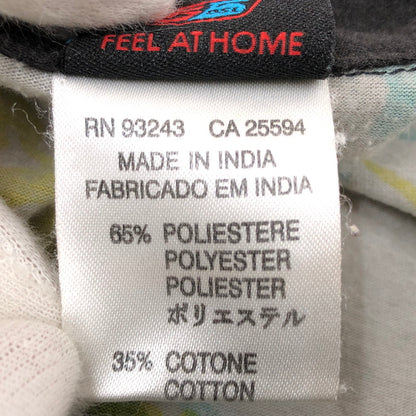 FEEL AT HOME
RN 93243 CA 25594
MADE IN INDIA
FABRICADO EM INDIA
65% POLIESTERE
POLYESTER
POLIESTER
ポリエステル
35% COTONE
COTTON